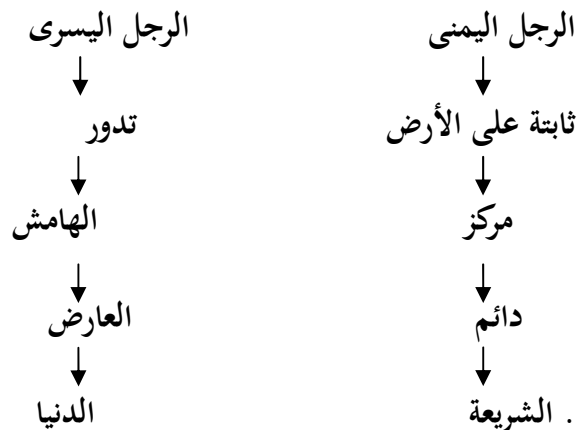 الرجل اليمنى الرجل اليسرى
ثابتة على الأرض تدور
مركز الهامش
دائم العارض
الشريعة . الدنيا